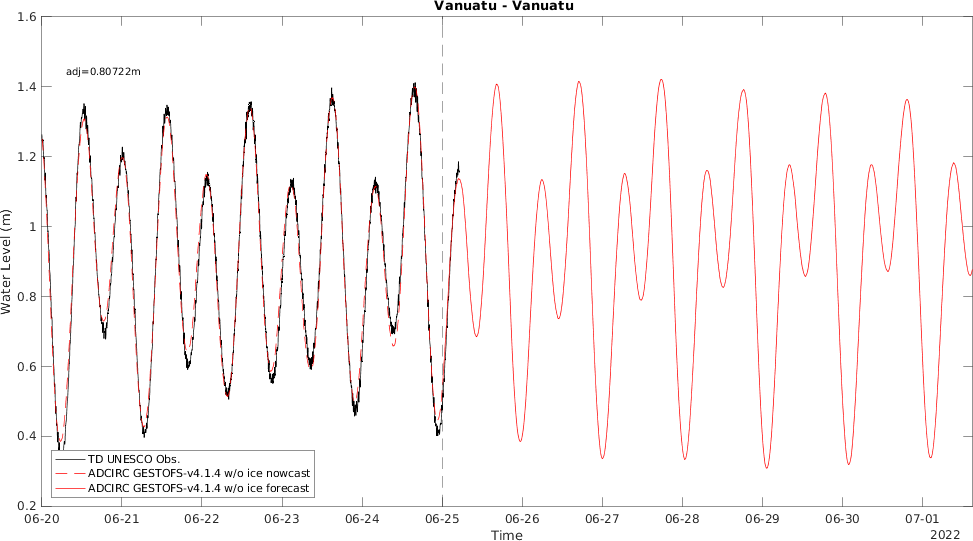 Vanuatu - Vanuatu
1.6
1.4
1.2
1
0.8
0.6
0.4
0.2
Water Level (m)
adj=0.80722m
TD UNESCO Obs.
ADCIRC GESTOFS-v4.1.4 w/o ice nowcast
ADCIRC GESTOFS-v4.1.4 w/o ice forecast
06-20 06-21 06-22 06-23 06-24 06-25 06-26 06-27 06-28 06-29 06-30 07-01
2022
Time